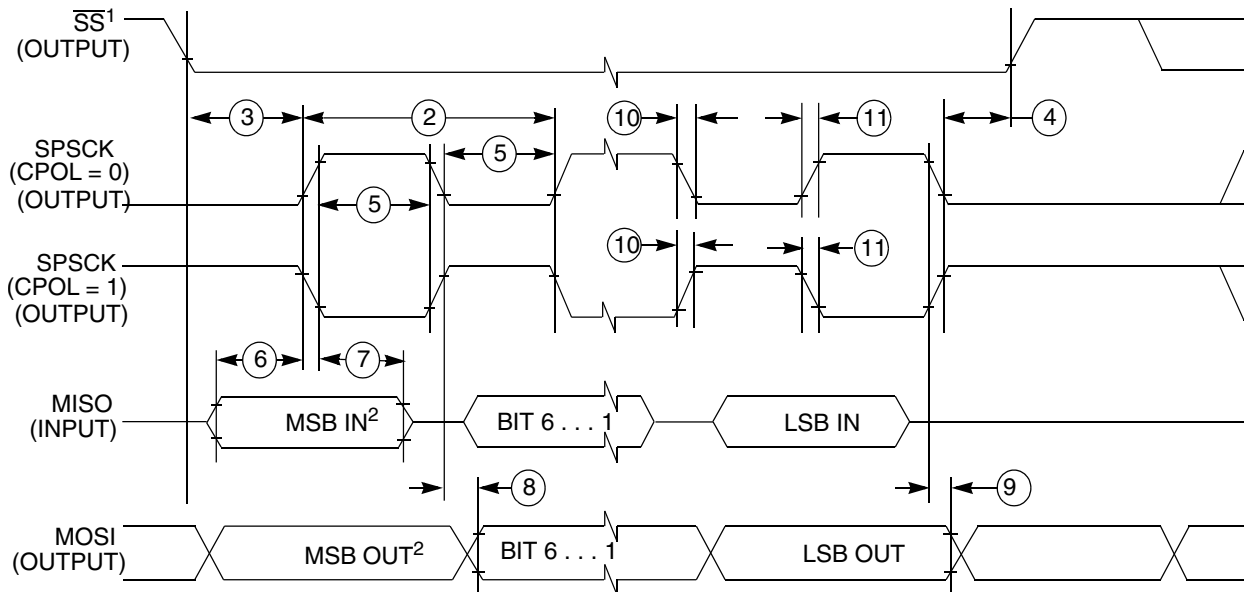 SS1
(OUTPUT)
3
2
10
11
4
SPSCK
(CPOL = 0)
(OUTPUT)
5
5
SPSCK
(CPOL = 1)
(OUTPUT)
10
11
6
7
MISO
(INPUT)
MSB IN2
BIT 6 . . . 1
LSB IN
8
9
MOSI
(OUTPUT)
MSB OUT2
BIT 6 . . . 1
LSB OUT